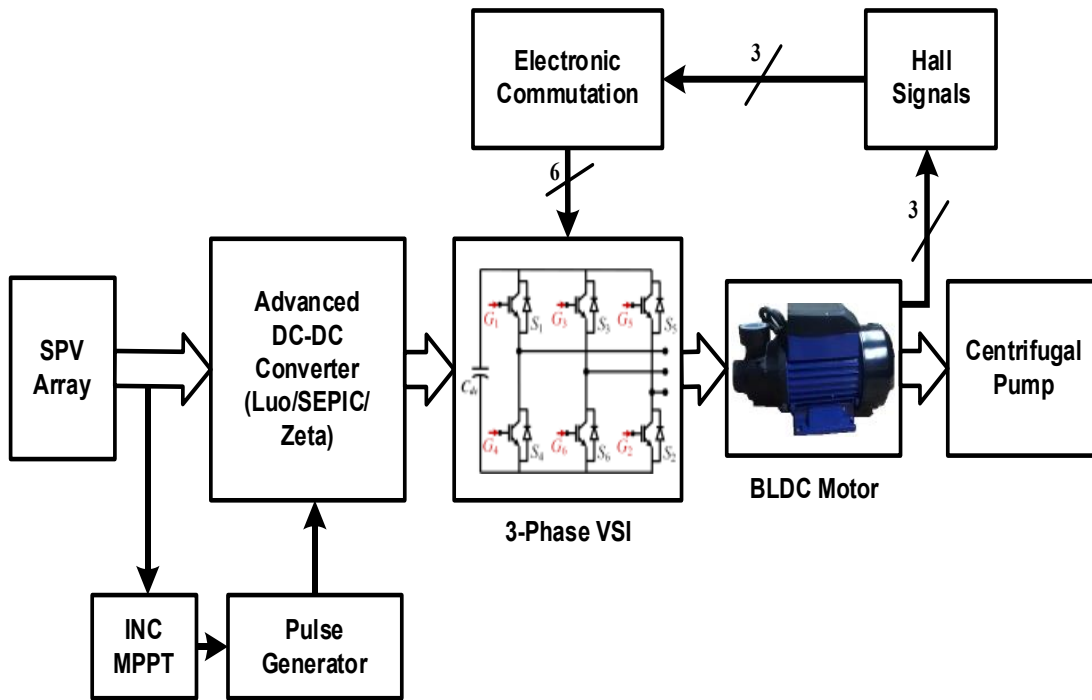 Electronic
Commutation
3
Hall
Signals
6
3
SPV
Array
Advanced
DC-DC
Converter
(Luo/SEPIC/
Zeta)
G1
S1
G3
S3
G5
S5
Cdc
G4
S4
G6
S6
G2
S2
Centrifugal
Pump
BLDC Motor
3-Phase VSI
INC
MPPT
Pulse
Generator